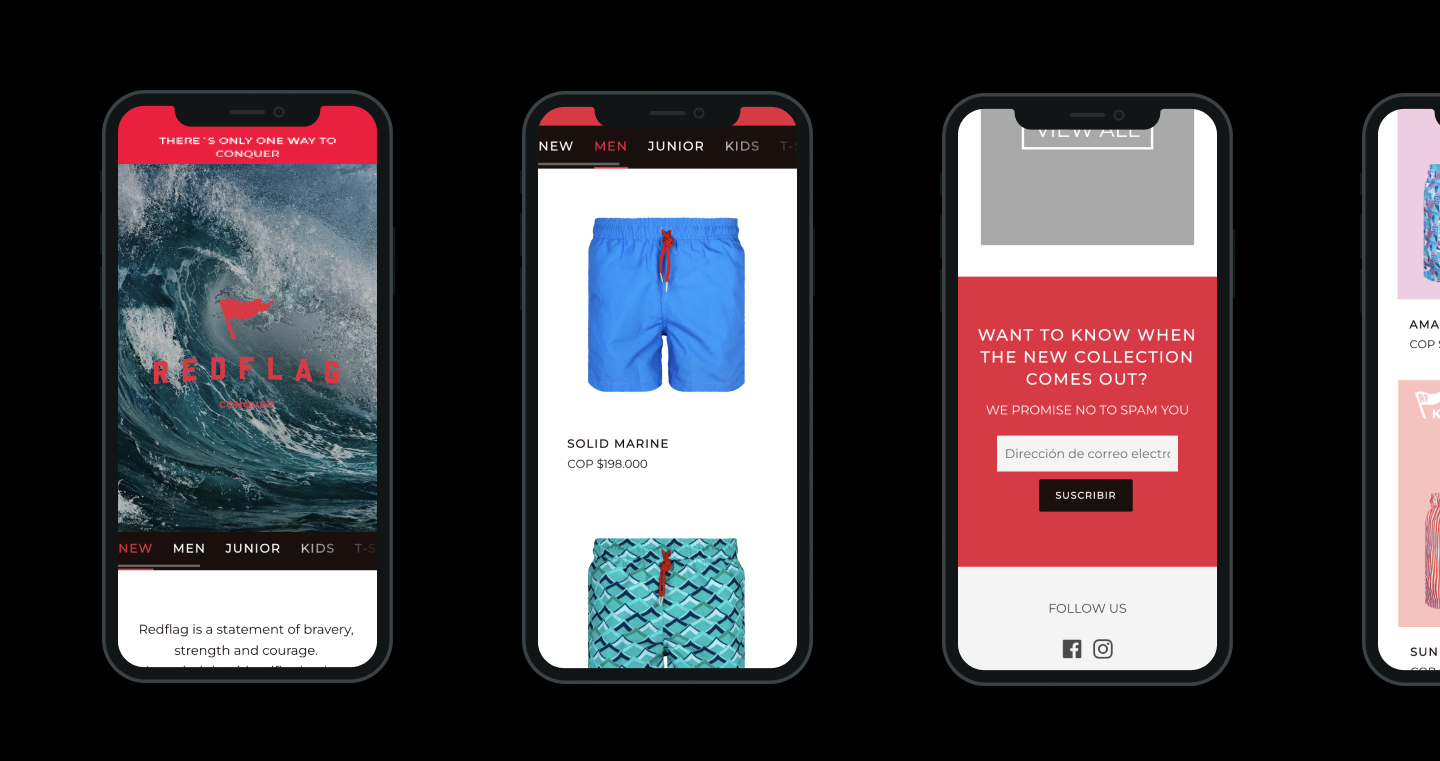 THERE´S ONLY ONE WAY TO
CONQUER
REDFLAG
CONQUER
NEW MEN JUNIOR KIDS T-S
Redflag is a statement of bravery,
strength and courage.
NEW MEN JUNIOR KIDS T-S
SOLID MARINE
COP $198.000
VIEW ALL
WANT TO KNOW WHEN
THE NEW COLLECTION
COMES OUT?
WE PROMISE NO TO SPAM YOU
Dirección de correo electró
SUSCRIBIR
FOLLOW US
AMA
COP
RF
K
SUN